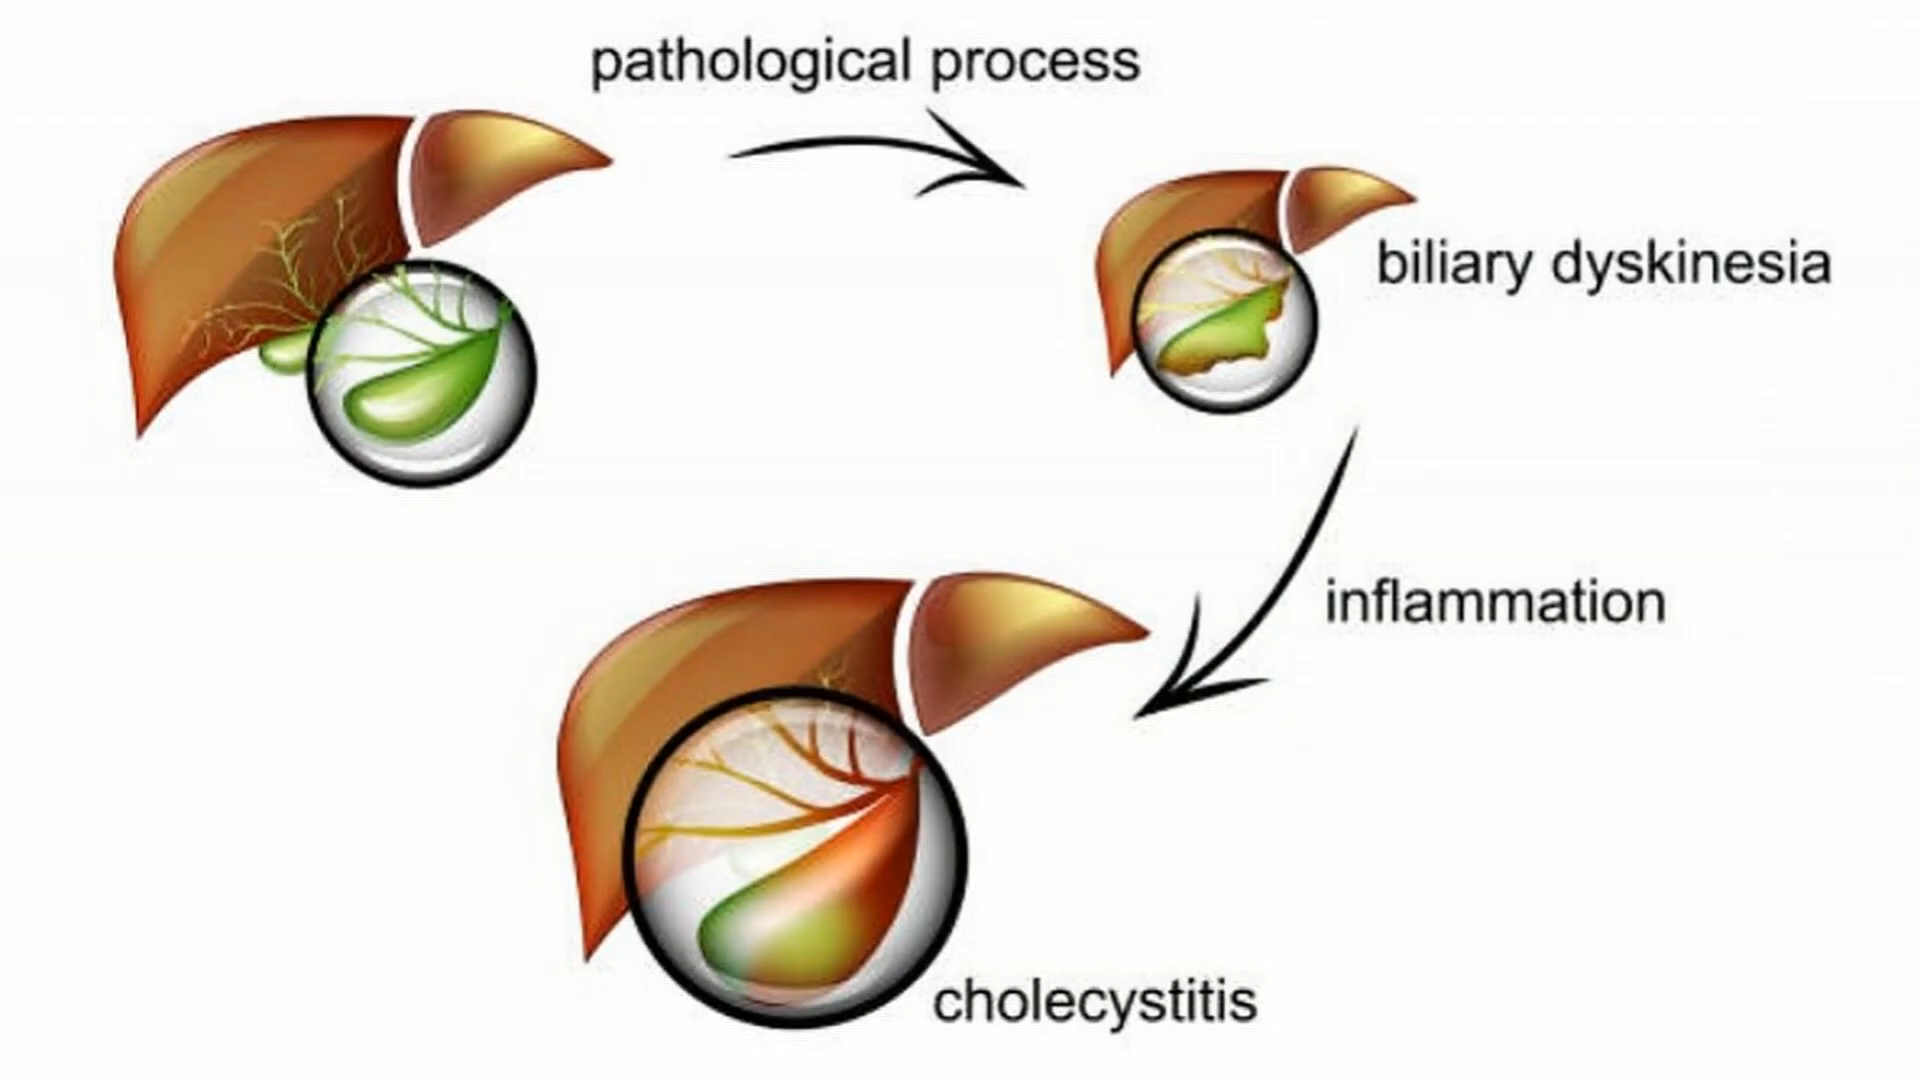 pathological process
biliary dyskinesia
inflammation
cholecystitis